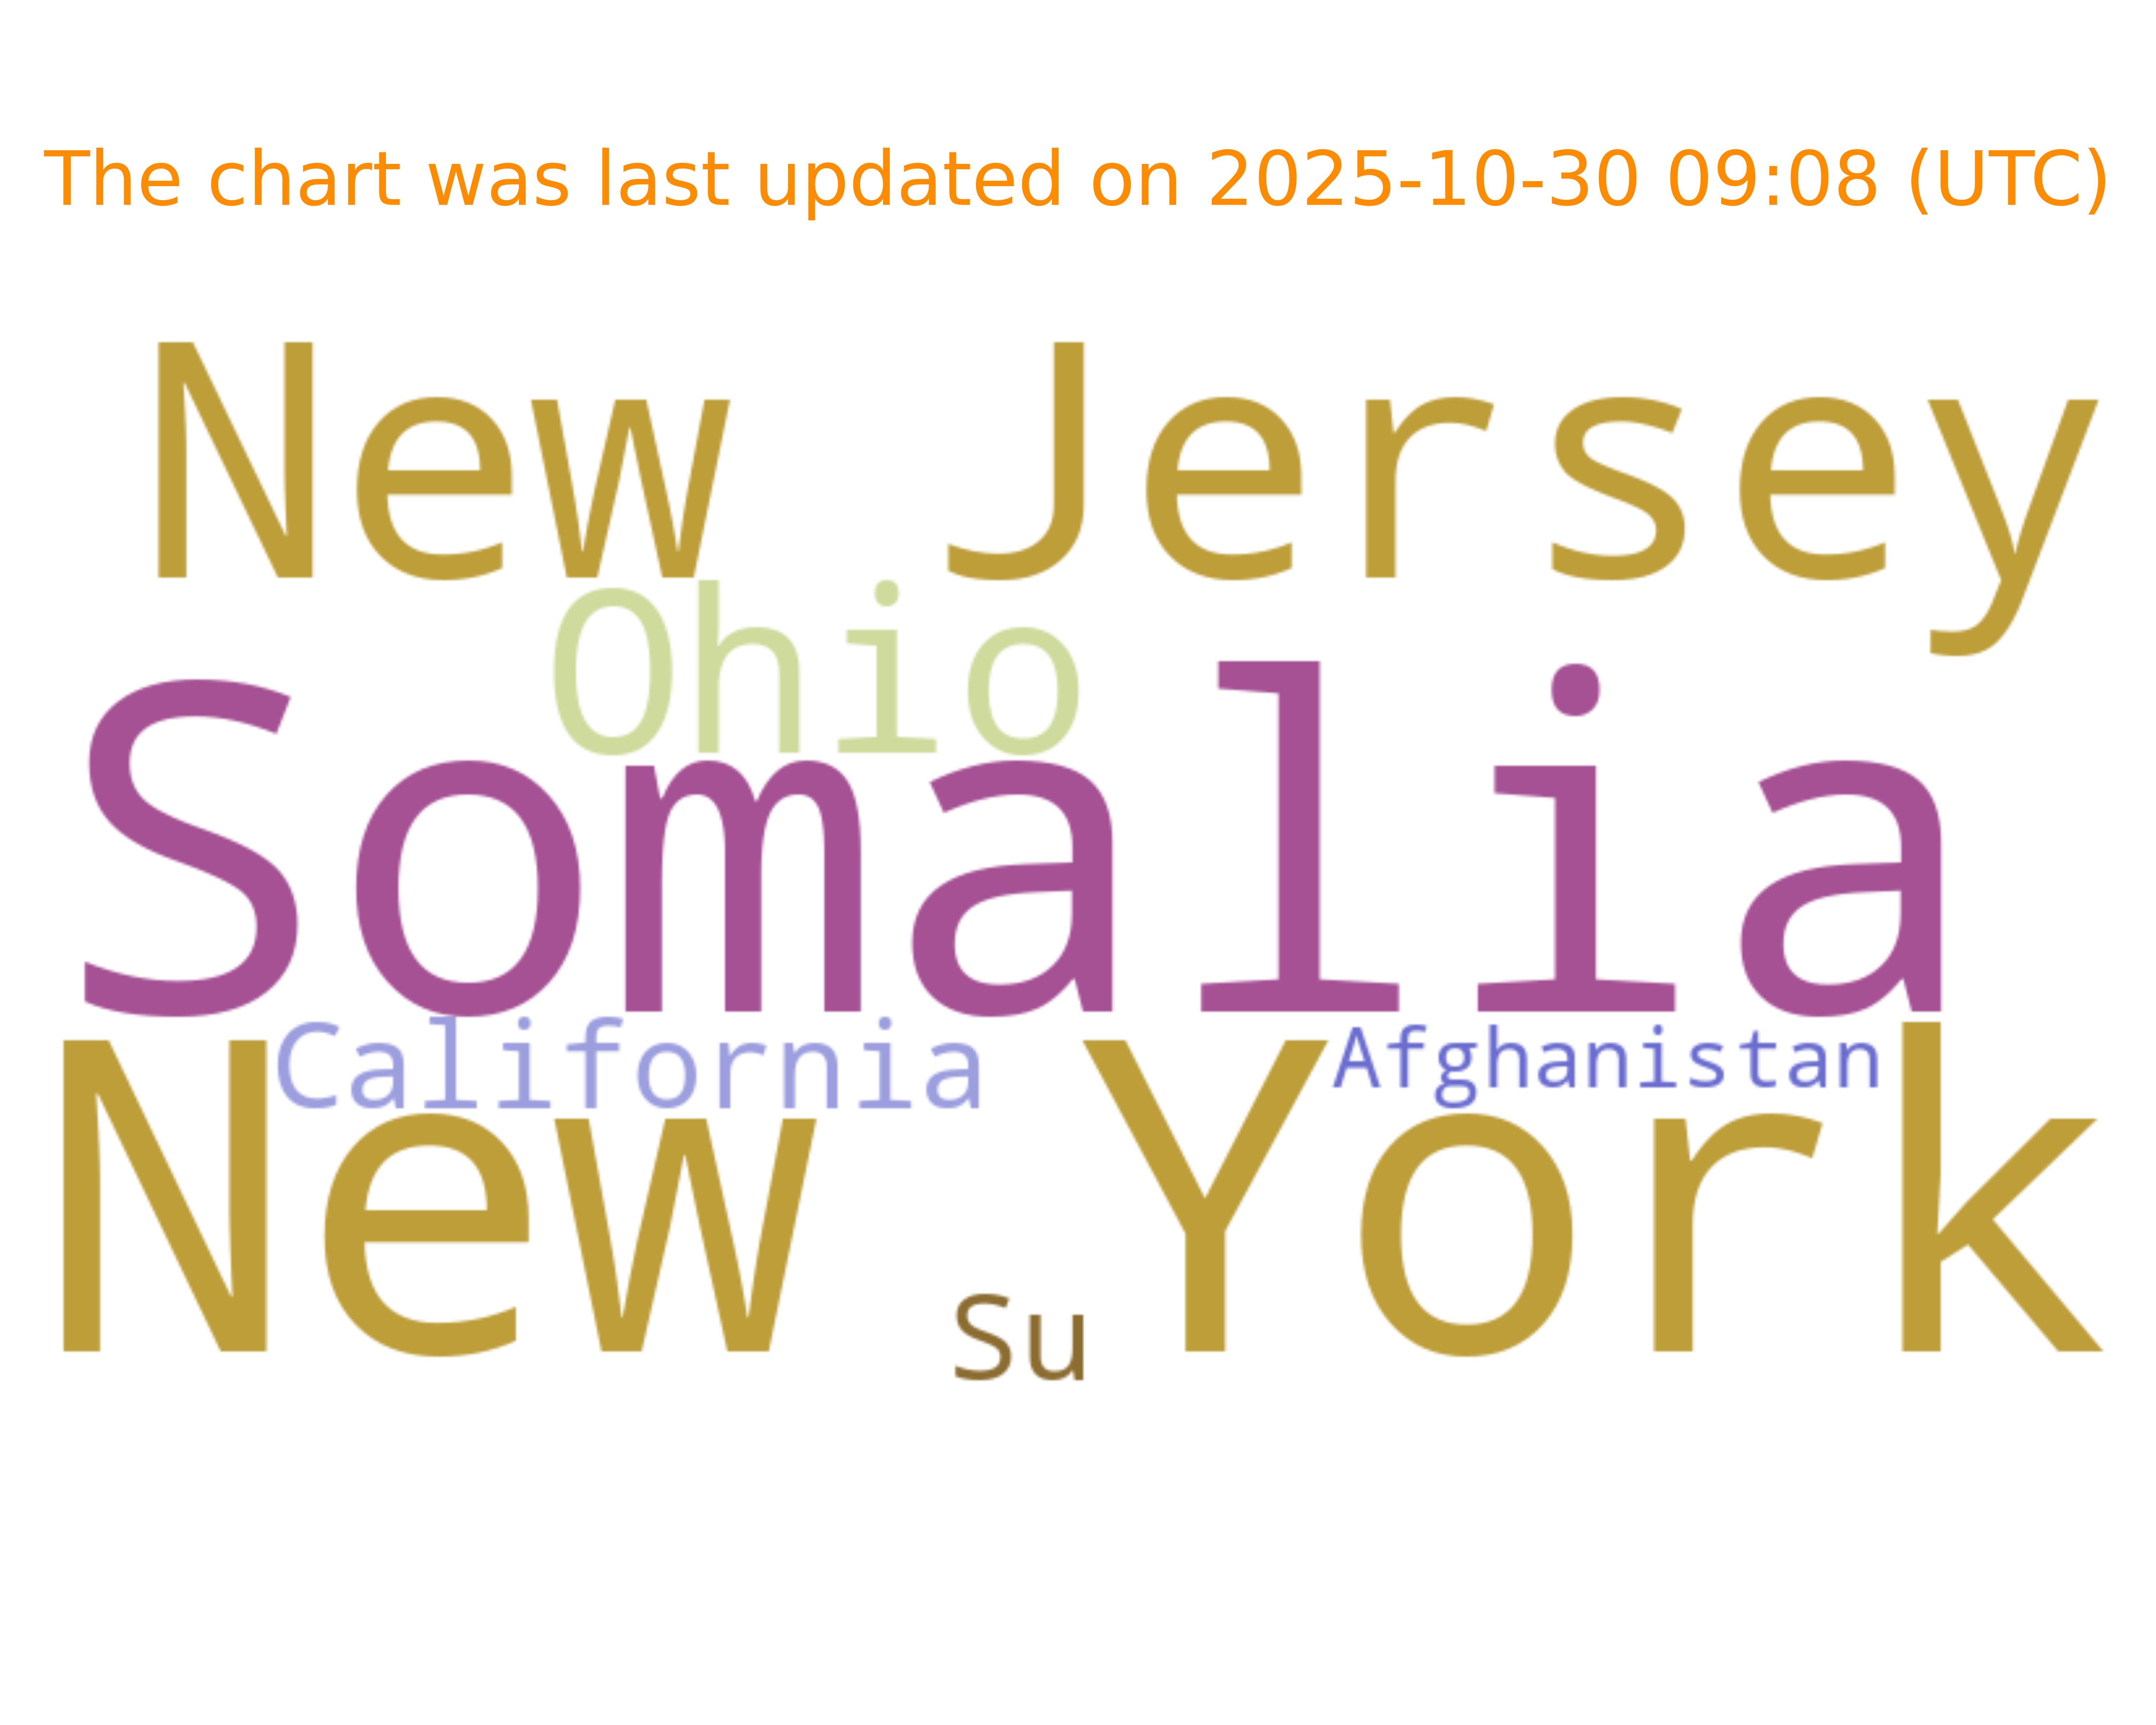 The chart was last updated on 2025-10-30 09:08 (UTC)
New Jersey
Ohio
Somalia
California
Afghanistan
New York
Su